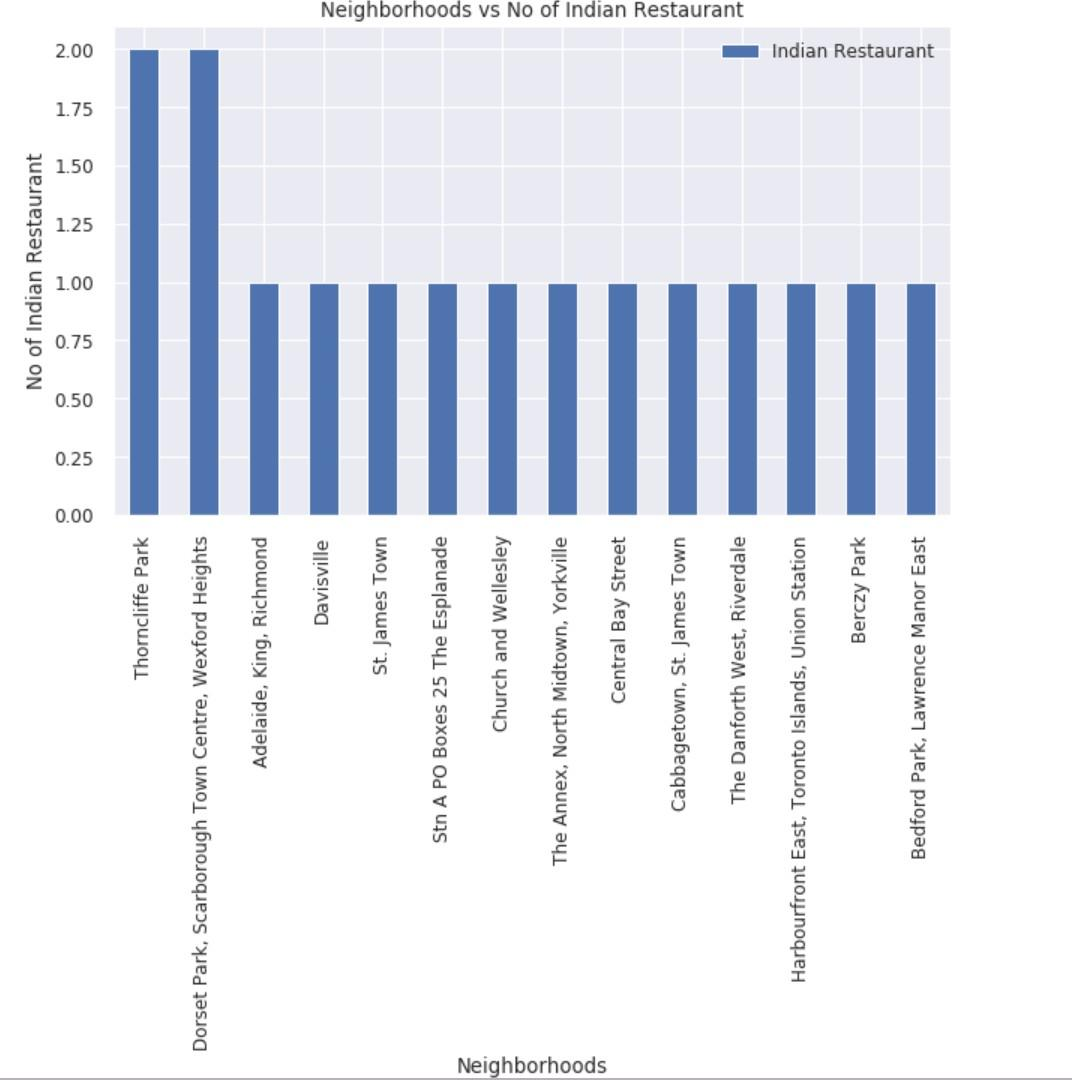 Neighborhoods vs No of Indian Restaurant
Indian Restaurant
No of Indian Restaurant
2.00
1.75
1.50
1.25
1.00
0.75
0.50
0.25
0.00
Thorncliffe Park
Dorset Park, Scarborough Town Centre, Wexford Heights
Adelaide, King, Richmond
Davisville
St. James Town
Stn A PO Boxes 25 The Esplanade
Church and Wellesley
The Annex, North Midtown, Yorkville
Central Bay Street
Cabbagetown, St. James Town
The Danforth West, Riverdale
Harbourfront East, Toronto Islands, Union Station
Berczy Park
Bedford Park, Lawrence Manor East
Neighborhoods